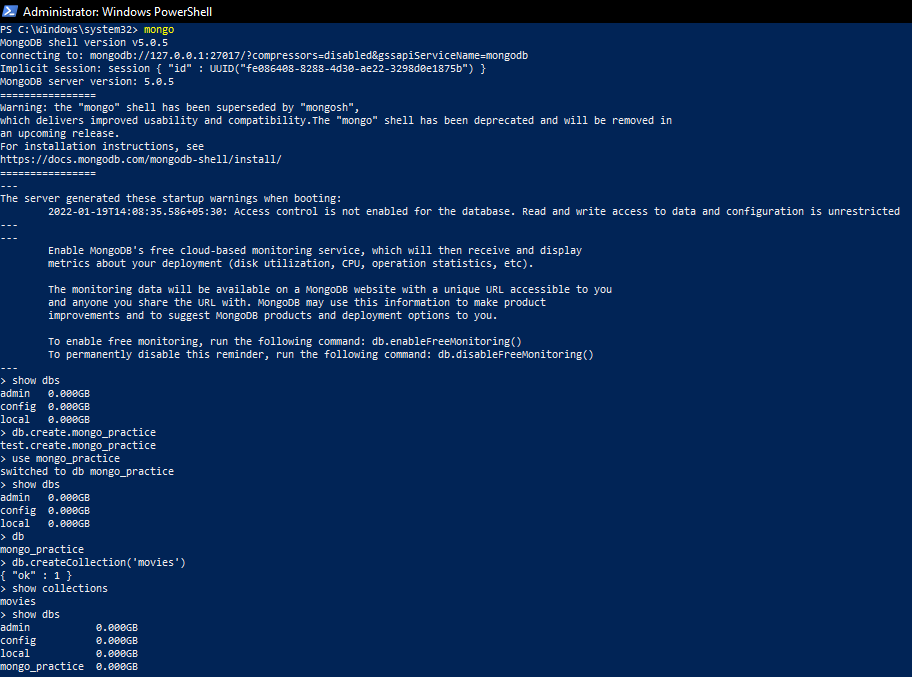 Administrator: Windows PowerShell
PS C:\Windows\system32> mongo
MongoDB shell version v5.0.5
connecting to: mongodb://127.0.0.1:27017/?compressors=disabled&gssapiServiceName=mongodb
Implicit session: session { "id" : UUID("fe086408-8288-4d30-ae22-3298d0e1875b") }
MongoDB server version: 5.0.5
================
Warning: the "mongo" shell has been superseded by "mongosh",
which delivers improved usability and compatibility.The "mongo" shell has been deprecated and will be removed in
an upcoming release.
For installation instructions, see
https://docs.mongodb.com/mongodb-shell/install/
================
---
The server generated these startup warnings when booting:
        2022-01-19T14:08:35.586+05:30: Access control is not enabled for the database. Read and write access to data and configuration is unrestricted
---
---
        Enable MongoDB's free cloud-based monitoring service, which will then receive and display
        metrics about your deployment (disk utilization, CPU, operation statistics, etc).

        The monitoring data will be available on a MongoDB website with a unique URL accessible to you
        and anyone you share the URL with. MongoDB may use this information to make product
        improvements and to suggest MongoDB products and deployment options to you.

        To enable free monitoring, run the following command: db.enableFreeMonitoring()
        To permanently disable this reminder, run the following command: db.disableFreeMonitoring()
---
> show dbs
admin   0.000GB
config  0.000GB
local   0.000GB
> db.create.mongo_practice
test.create.mongo_practice
> use mongo_practice
switched to db mongo_practice
> show dbs
admin   0.000GB
config  0.000GB
local   0.000GB
> db
mongo_practice
> db.createCollection('movies')
{ "ok" : 1 }
> show collections
movies
> show dbs
admin           0.000GB
config          0.000GB
local           0.000GB
mongo_practice  0.000GB